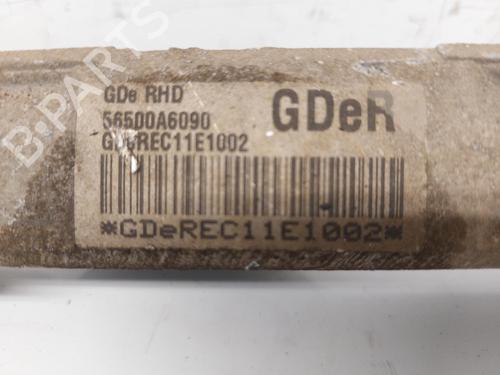 GDe RHD
56500A6090
GDeREC11E1002
GDeR
*GDeREC11E1002*
B-PARTS